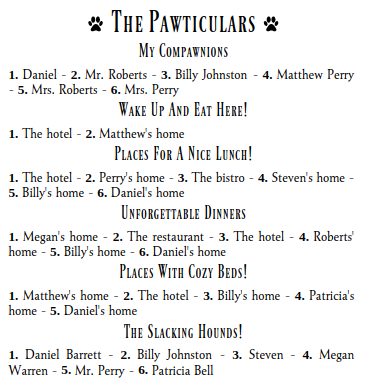 The Pawticulars
My Compawnions
1. Daniel - 2. Mr. Roberts - 3. Billy Johnston - 4. Matthew Perry
- 5. Mrs. Roberts - 6. Mrs. Perry
Wake Up And Eat Here!
1. The hotel - 2. Matthew's home
Places For A Nice Lunch!
1. The hotel - 2. Perry's home - 3. The bistro - 4. Steven's home -
5. Billy's home - 6. Daniel's home
Unforgettable Dinners
1. Megan's home - 2. The restaurant - 3. The hotel - 4. Roberts'
home - 5. Billy's home - 6. Daniel's home
Places With Cozy Beds!
1. Matthew's home - 2. The hotel - 3. Billy's home - 4. Patricia's
home - 5. Daniel's home
The Slacking Hounds!
1. Daniel Barrett - 2. Billy Johnston - 3. Steven - 4. Megan
Warren - 5. Mr. Perry - 6. Patricia Bell